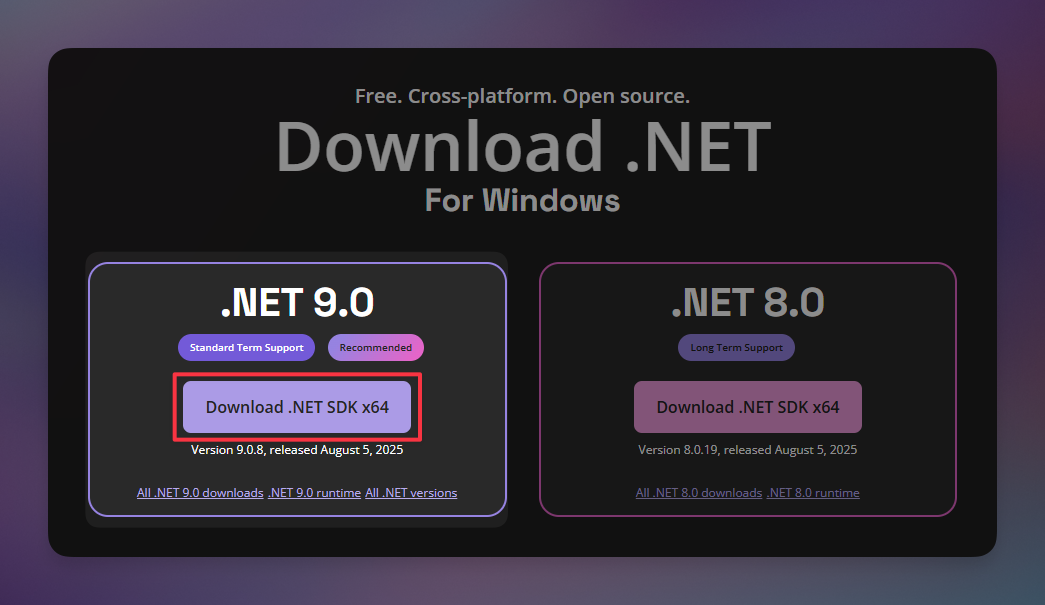 Free. Cross-platform. Open source.
Download .NET
For Windows
.NET 9.0
Standard Term Support
Recommended
Download .NET SDK x64
Version 9.0.8, released August 5, 2025
All .NET 9.0 downloads .NET 9.0 runtime All .NET versions
.NET 8.0
Long Term Support
Download .NET SDK x64
Version 8.0.19, released August 5, 2025
All .NET 8.0 downloads .NET 8.0 runtime